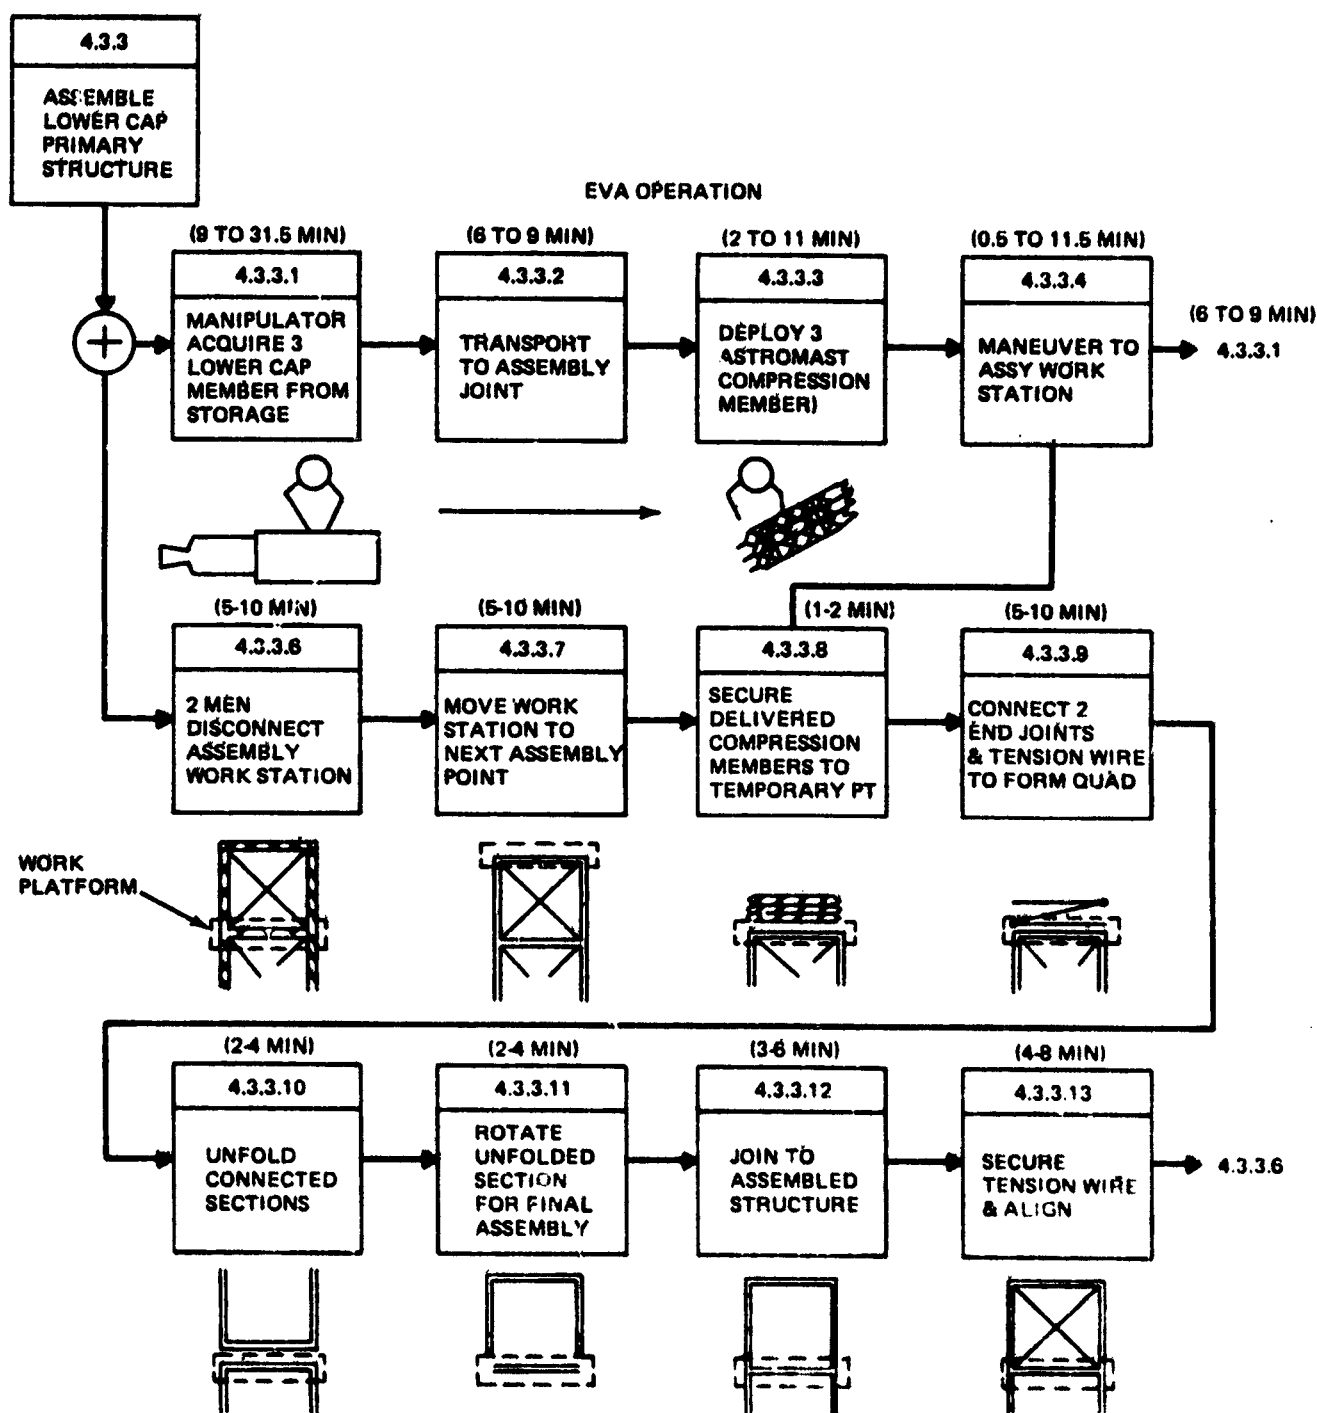 4.3.3
ASSEMBLE
LOWER CAP
PRIMARY
STRUCTURE
EVA OPERATION
(9 TO 31.5 MIN)
4.3.3.1
MANIPULATOR
ACQUIRE 3
LOWER CAP
MEMBER FROM
STORAGE
(6 TO 9 MIN)
4.3.3.2
TRANSPORT
TO ASSEMBLY
JOINT
(2 TO 11 MIN)
4.3.3.3
DEPLOY 3
ASTROMAST
COMPRESSION
MEMBER)
(0.5 TO 11.5 MIN)
4.3.3.4
MANEUVER TO
ASSY WORK
STATION
(6 TO 9 MIN)
4.3.3.1
(5-10 MIN)
4.3.3.6
2 MEN
DISCONNECT
ASSEMBLY
WORK STATION
(5-10 MIN)
4.3.3.7
MOVE WORK
STATION TO
NEXT ASSEMBLY
POINT
(1-2 MIN)
4.3.3.8
SECURE
DELIVERED
COMPRESSION
MEMBERS TO
TEMPORARY PT
(5-10 MIN)
4.3.3.9
CONNECT 2
END JOINTS
& TENSION WIRE
TO FORM QUAD
WORK
PLATFORM
(2-4 MIN)
4.3.3.10
UNFOLD
CONNECTED
SECTIONS
(2-4 MIN)
4.3.3.11
ROTATE
UNFOLDED
SECTION
FOR FINAL
ASSEMBLY
(3-6 MIN)
4.3.3.12
JOIN TO
ASSEMBLED
STRUCTURE
(4-8 MIN)
4.3.3.13
SECURE
TENSION WIRE
& ALIGN
4.3.3.6